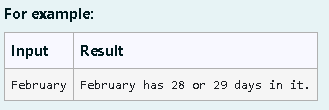 For example:
Input Result
February February has 28 or 29 days in it.